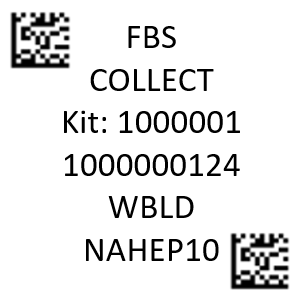 FBS
COLLECT
Kit: 1000001
1000000124
WBLD
NAHEP10